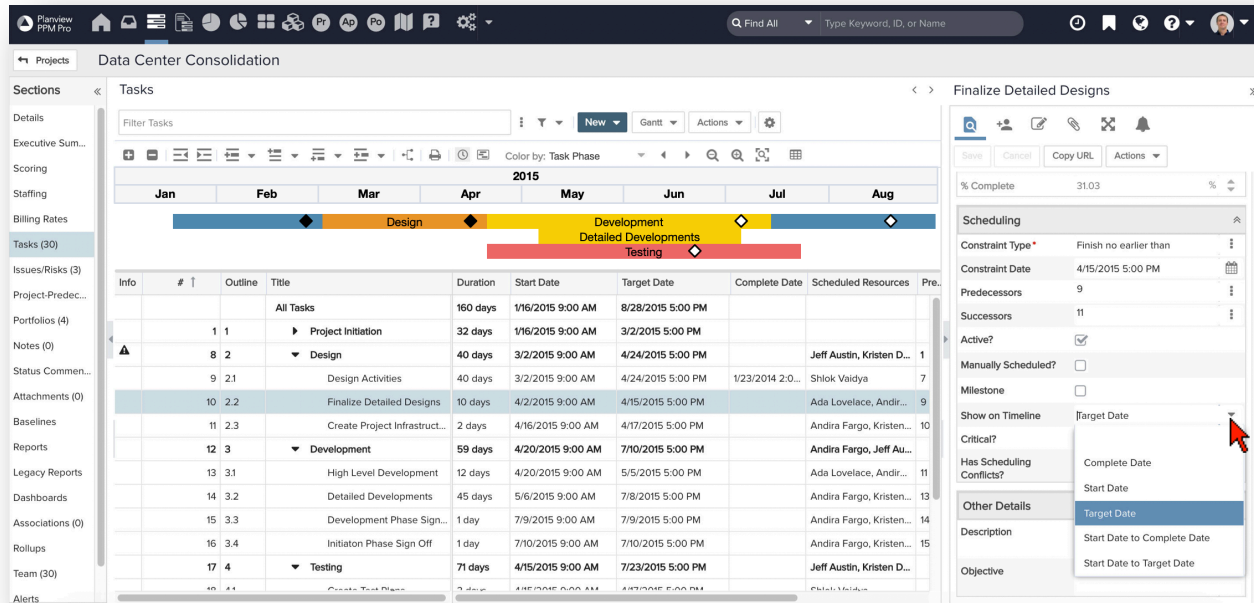 Planview
PPM Pro
Pr
Ap
Po
Find All
Type Keyword, ID, or Name
Projects
Data Center Consolidation
Sections
Details
Executive Sum...
Scoring
Staffing
Billing Rates
Tasks (30)
Issues/Risks (3)
Project-Predec...
Portfolios (4)
Notes (0)
Status Commen...
Attachments (0)
Baselines
Reports
Legacy Reports
Dashboards
Associations (0)
Rollups
Team (30)
Alerts
Tasks
Filter Tasks
New
Gantt
Actions
Color by: Task Phase
2015
Jan Feb Mar Apr May Jun Jul Aug
Design Development
Detailed Developments
Testing
Info # Outline Title Duration Start Date Target Date Complete Date Scheduled Resources Pre..
All Tasks 160 days 1/16/2015 9:00 AM 8/28/2015 5:00 PM
1 1 Project Initiation 32 days 1/16/2015 9:00 AM 3/2/2015 5:00 PM
8 2 Design 40 days 3/2/2015 9:00 AM 4/24/2015 5:00 PM Jeff Austin, Kristen D... 1
9 2.1 Design Activities 40 days 3/2/2015 9:00 AM 4/24/2015 5:00 PM 1/23/2014 2:0... Shlok Vaidya 7
10 2.2 Finalize Detailed Designs 10 days 4/2/2015 9:00 AM 4/15/2015 5:00 PM Ada Lovelace, Andir... 9
11 2.3 Create Project Infrastruct... 2 days 4/16/2015 9:00 AM 4/17/2015 5:00 PM Andira Fargo, Kristen... 10
12 3 Development 59 days 4/20/2015 9:00 AM 7/10/2015 5:00 PM Andira Fargo, Jeff Au...
13 3.1 High Level Development 12 days 4/20/2015 9:00 AM 5/5/2015 5:00 PM Ada Lovelace, Andir... 11
14 3.2 Detailed Developments 45 days 5/6/2015 9:00 AM 7/8/2015 5:00 PM Andira Fargo, Kristen... 13
15 3.3 Development Phase Sign... 1 day 7/9/2015 9:00 AM 7/9/2015 5:00 PM Andira Fargo, Kristen... 14
16 3.4 Initiaton Phase Sign Off 1 day 7/10/2015 9:00 AM 7/10/2015 5:00 PM Andira Fargo, Kristen... 15
17 4 Testing 71 days 4/15/2015 9:00 AM 7/23/2015 5:00 PM Jeff Austin, Kristen D...
Finalize Detailed Designs
Save
Cancel
Copy URL
Actions
% Complete 31.03 %
Scheduling
Constraint Type* Finish no earlier than
Constraint Date 4/15/2015 5:00 PM
Predecessors 9
Successors 11
Active?
Manually Scheduled?
Milestone
Show on Timeline Target Date
Critical?
Has Scheduling
Conflicts?
Complete Date
Start Date
Target Date
Start Date to Complete Date
Start Date to Target Date
Other Details
Description
Objective